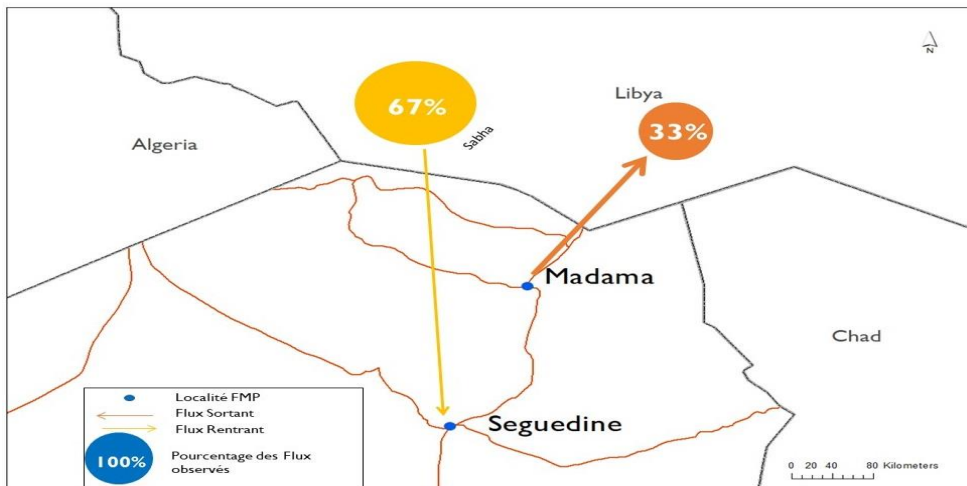 N
67%
Libya
33%
Algeria
Sabha
Madama
Chad
Seguedine
Localité FMP
Flux Sortant
Flux Rentrant
100%
Pourcentage des Flux
observés
0 20 40 80 Kilometers